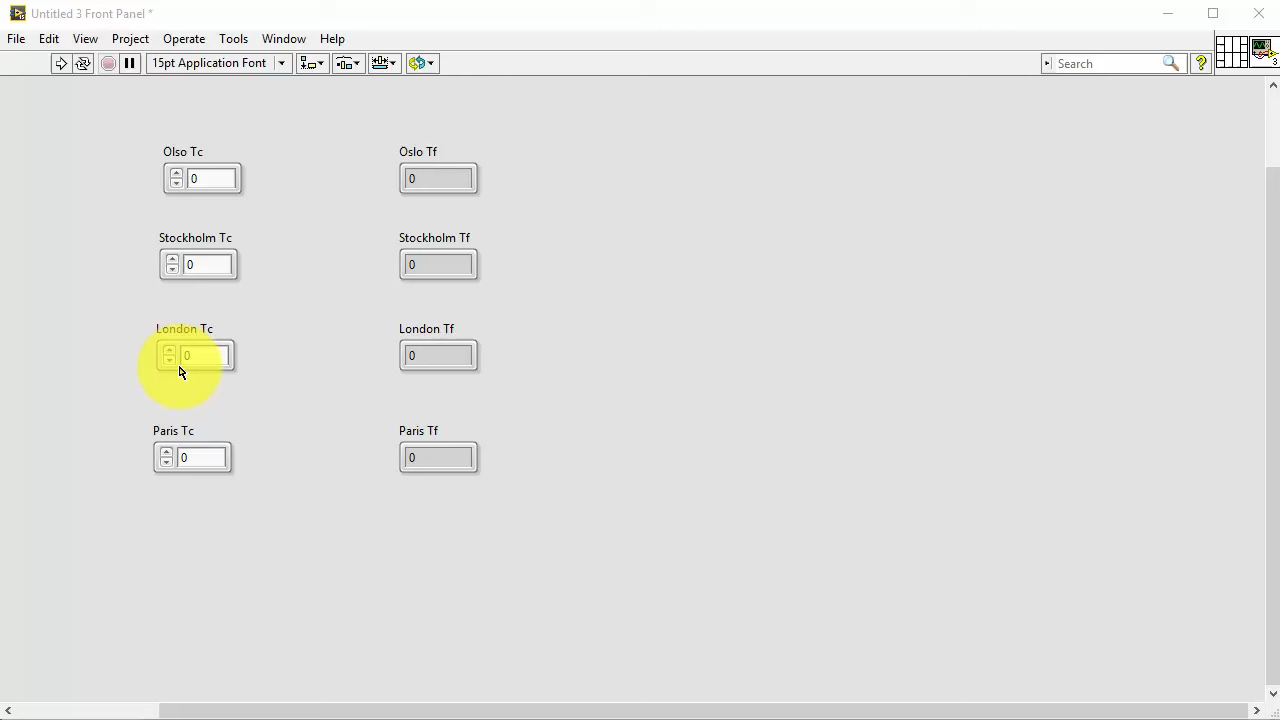 Untitled 3 Front Panel *
File Edit View Project Operate Tools Window Help
15pt Application Font
Search
?
3
Olso Tc
Oslo Tf
0
0
Stockholm Tc
Stockholm Tf
0
0
London Tc
London Tf
0
0
Paris Tc
Paris Tf
0
0